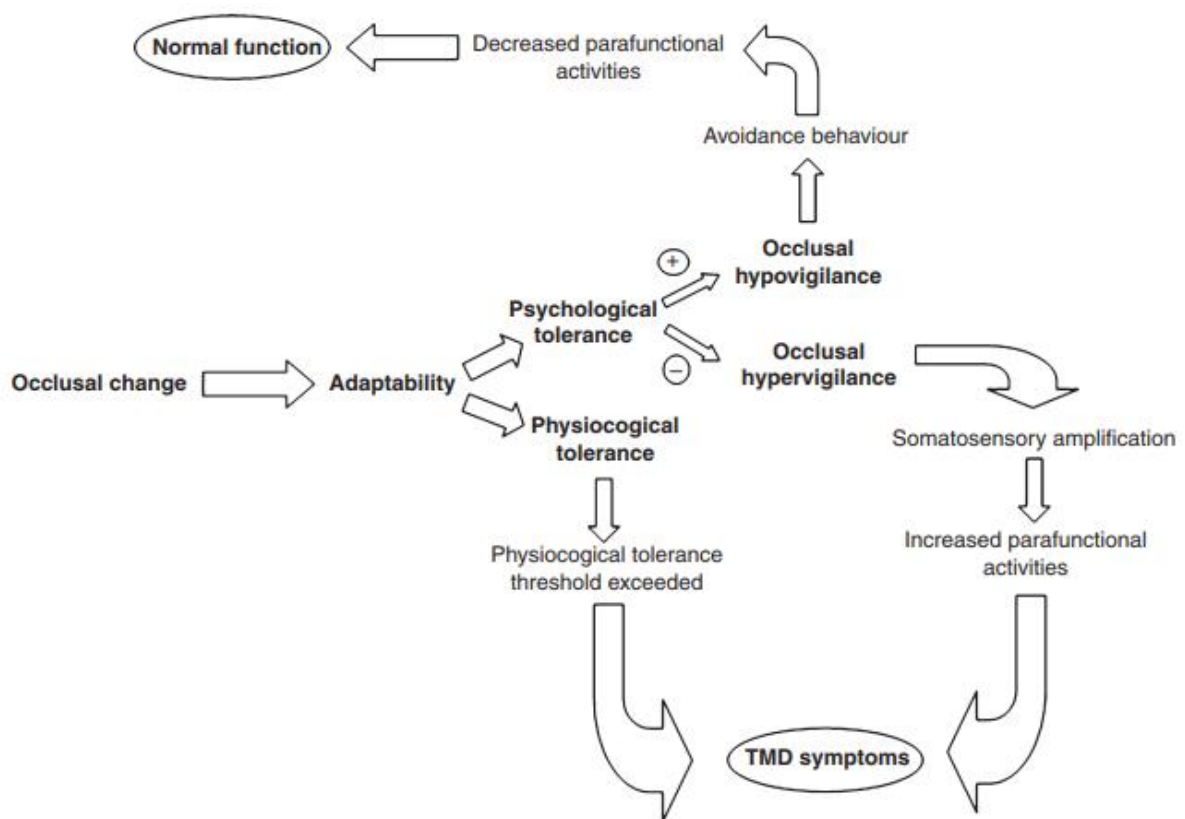 Normal function
Decreased parafunctional
activities
Avoidance behaviour
Occlusal
hypovigilance
+
Psychological
tolerance
−
Occlusal
hypervigilance
Occlusal change
Adaptability
Physiocogical
tolerance
Somatosensory amplification
Physiocogical tolerance
threshold exceeded
Increased parafunctional
activities
TMD symptoms